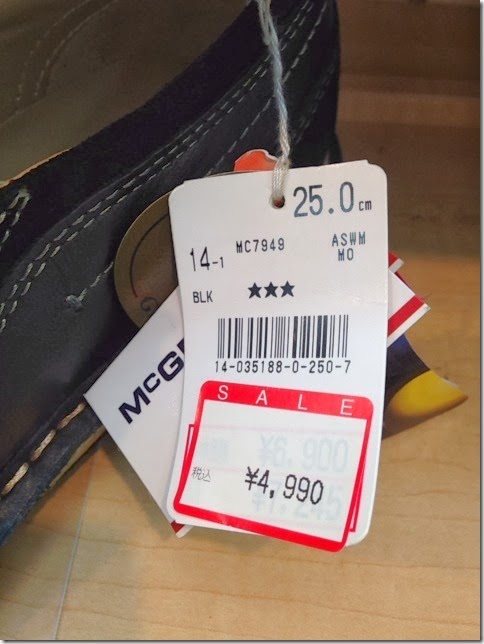 25.0cm
MC7949
ASWM
MO
14-1
BLK
★★★
14-035188-0-250-7
SALE
¥6,900
税込
¥4,990
McG